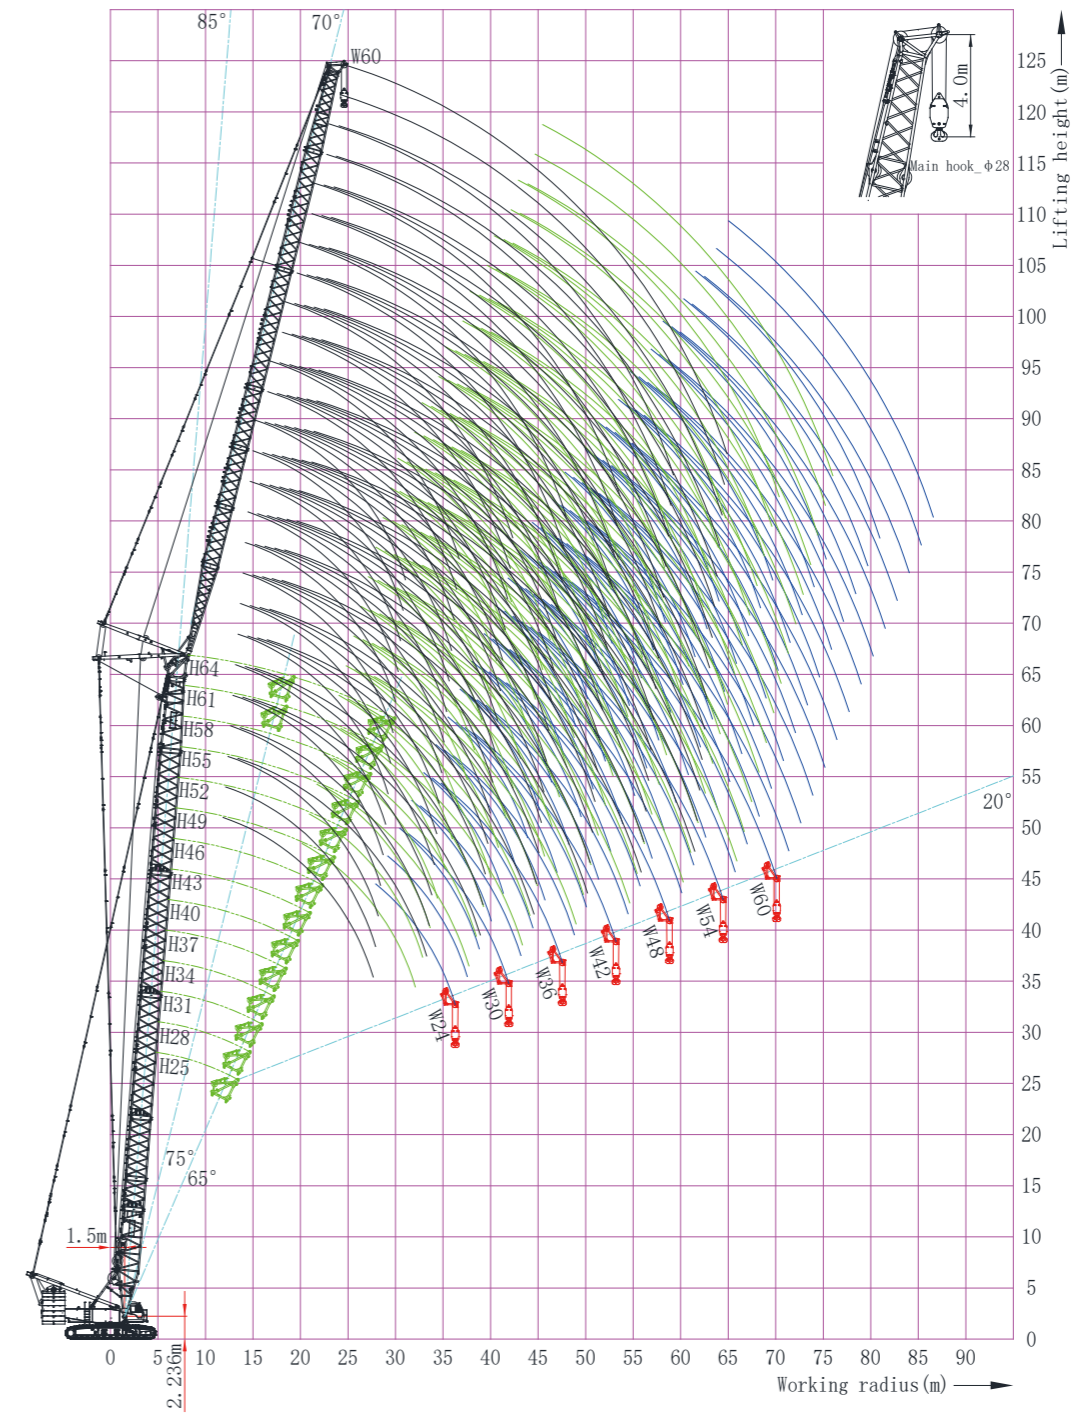 85°
70°
W60
4.0m
Main hook_ϕ28
Lifting height(m)
125
120
115
110
105
100
95
90
85
80
75
70
65
60
55
50
45
40
35
30
25
20
15
10
5
0
H64
H61
H58
H55
H52
H49
H46
H43
H40
H37
H34
H31
H28
H25
20°
W60
W54
W48
W42
W36
W30
W24
75°
65°
1.5m
2.236m
0 5 10 15 20 25 30 35 40 45 50 55 60 65 70 75 80 85 90
Working radius(m)